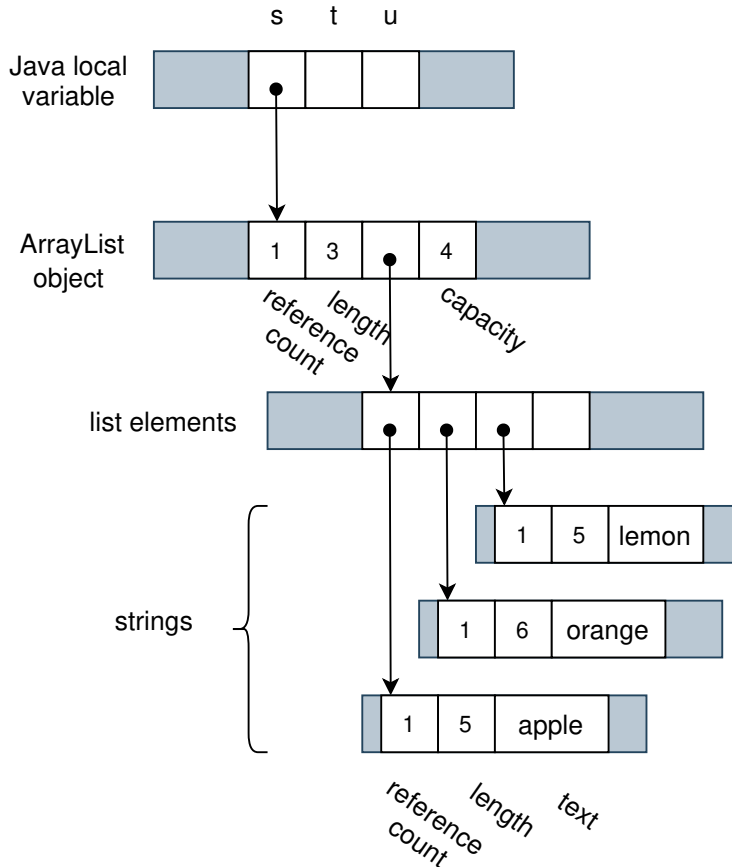 s t u
Java local
variable
ArrayList
object
1 3 4
reference
count
length
capacity
list elements
strings
1 5 lemon
1 6 orange
1 5 apple
reference
count
length
text